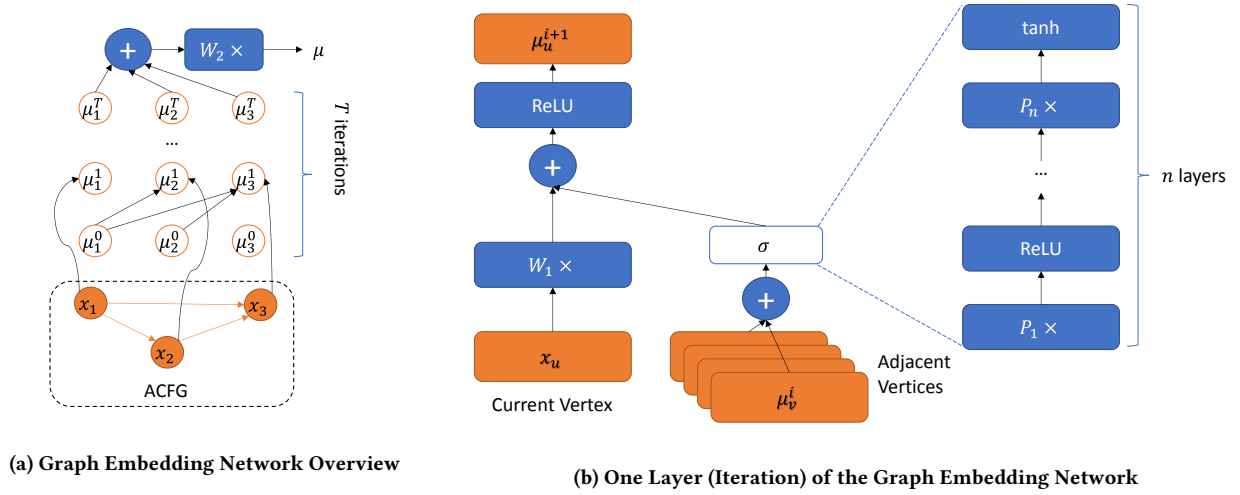 +
W₂ ×
μ
μ₁ᵀ μ₂ᵀ μ₃ᵀ
...
μ₁¹ μ₂¹ μ₃¹
μ₁⁰ μ₂⁰ μ₃⁰
T iterations
x₁
x₃
x₂
ACFG
(a) Graph Embedding Network Overview
μᵤⁱ⁺¹
ReLU
+
W₁ ×
xᵤ
Current Vertex
σ
+
μᵥⁱ
Adjacent
Vertices
tanh
Pₙ ×
...
ReLU
P₁ ×
n layers
(b) One Layer (Iteration) of the Graph Embedding Network